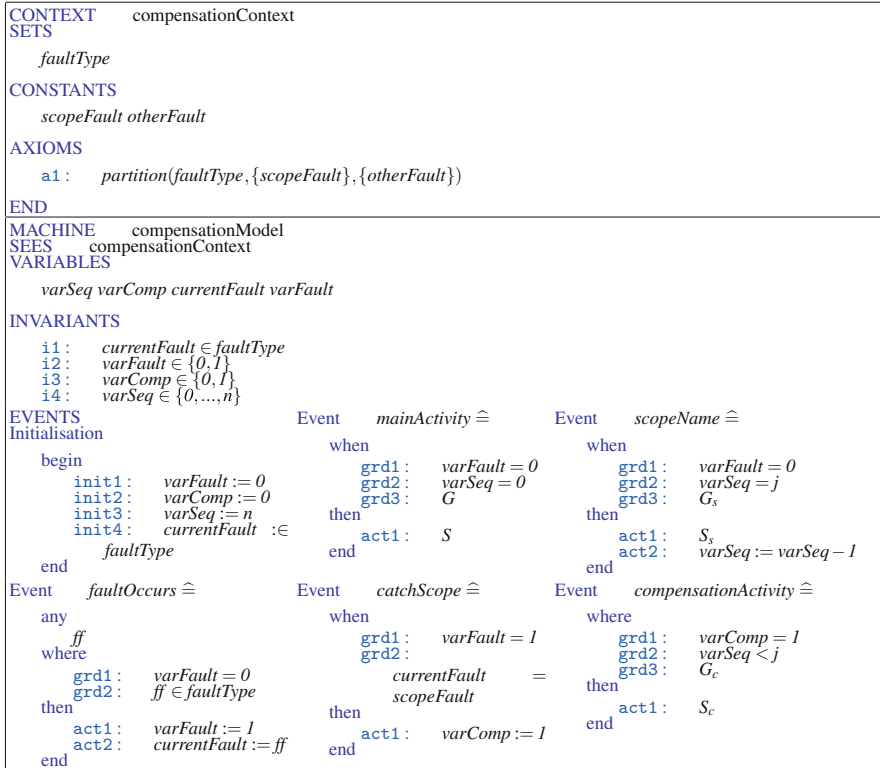 CONTEXT compensationContext
SETS
faultType
CONSTANTS
scopeFault otherFault
AXIOMS
a1 : partition(faultType,{scopeFault},{otherFault})
END
MACHINE compensationModel
SEES compensationContext
VARIABLES
varSeq varComp currentFault varFault
INVARIANTS
i1 : currentFault ∈ faultType
i2 : varFault ∈ {0,1}
i3 : varComp ∈ {0,1}
i4 : varSeq ∈ {0,...,n}
EVENTS
Initialisation
begin
init1 : varFault := 0
init2 : varComp := 0
init3 : varSeq := n
init4 : currentFault :∈
faultType
end
Event mainActivity ≙
when
grd1 : varFault = 0
grd2 : varSeq = 0
grd3 : G
then
act1 : S
end
Event scopeName ≙
when
grd1 : varFault = 0
grd2 : varSeq = j
grd3 : Gs
then
act1 : Ss
act2 : varSeq := varSeq − 1
end
Event faultOccurs ≙
any
ff
where
grd1 : varFault = 0
grd2 : ff ∈ faultType
then
act1 : varFault := 1
act2 : currentFault := ff
end
Event catchScope ≙
when
grd1 : varFault = 1
grd2 :
currentFault =
scopeFault
then
act1 : varComp := 1
end
Event compensationActivity ≙
where
grd1 : varComp = 1
grd2 : varSeq < j
grd3 : Gc
then
act1 : Sc
end